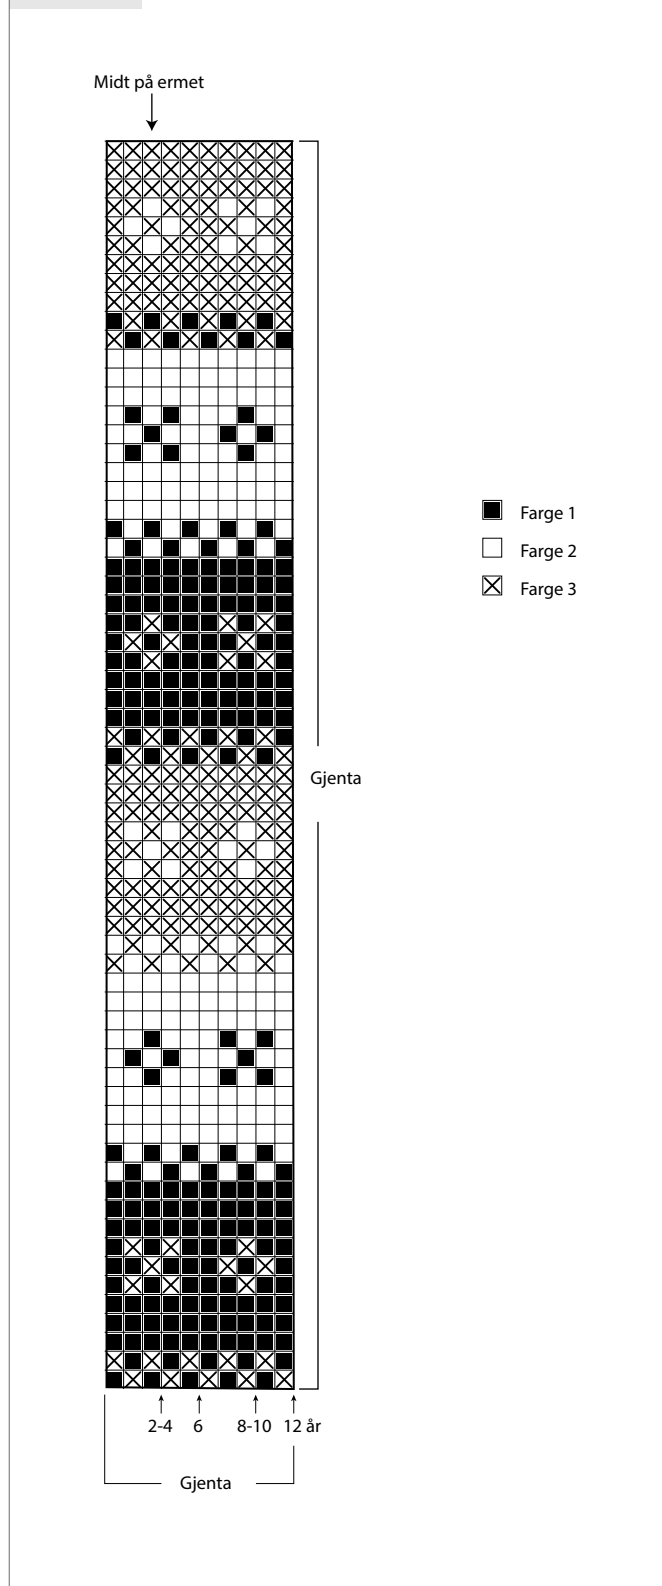 Midt på ermet
Farge 1
Farge 2
Farge 3
Gjenta
2-4 6 8-10 12 år
Gjenta